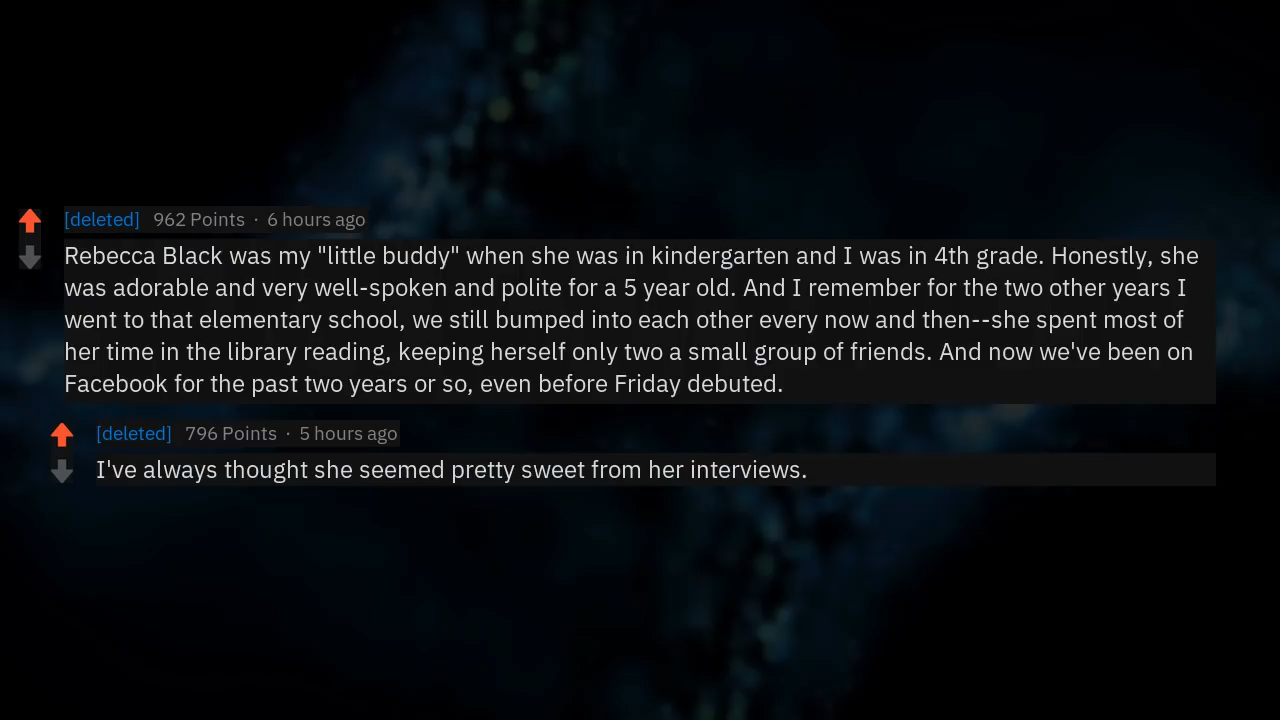 [deleted] 962 Points · 6 hours ago
Rebecca Black was my "little buddy" when she was in kindergarten and I was in 4th grade. Honestly, she
was adorable and very well-spoken and polite for a 5 year old. And I remember for the two other years I
went to that elementary school, we still bumped into each other every now and then--she spent most of
her time in the library reading, keeping herself only two a small group of friends. And now we've been on
Facebook for the past two years or so, even before Friday debuted.
[deleted] 796 Points · 5 hours ago
I've always thought she seemed pretty sweet from her interviews.